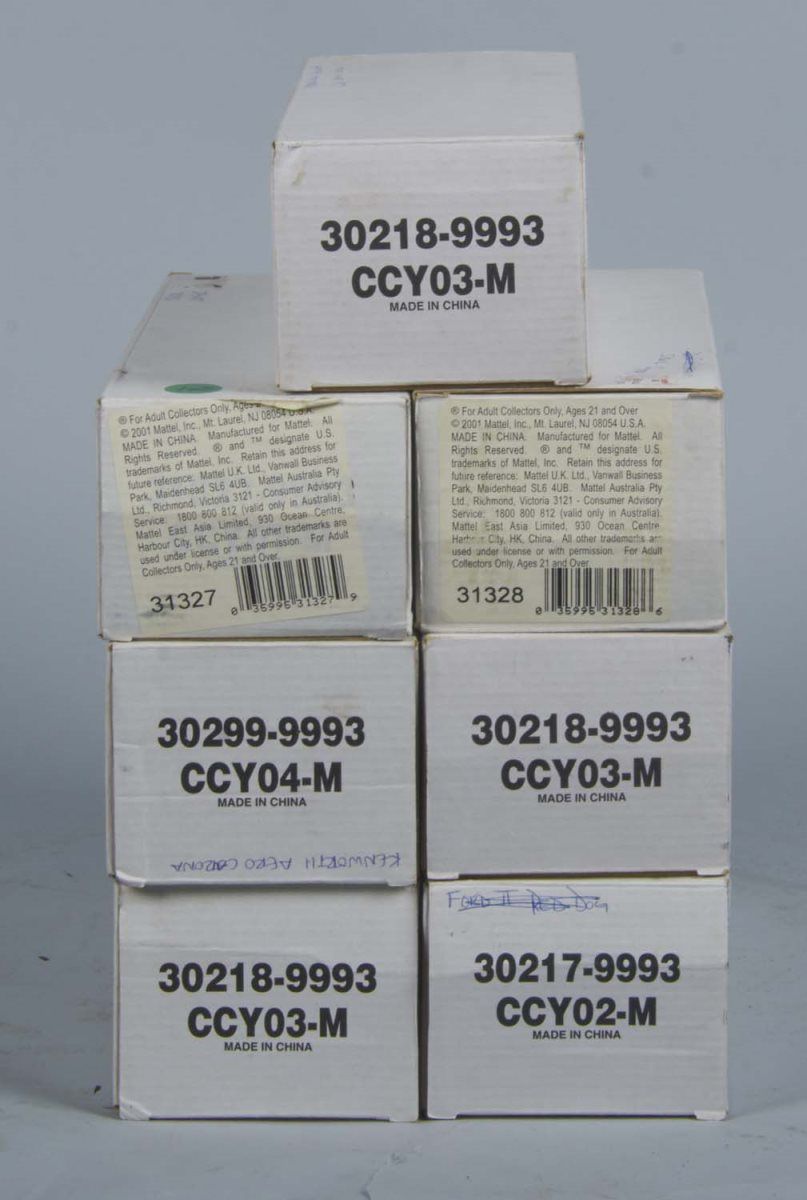 30218-9993
CCY03-M
MADE IN CHINA
® For Adult Collectors Only, Ages
© 2001 Mattel, Inc., Mt. Laurel, NJ 08054 U.S.A.
MADE IN CHINA. Manufactured for Mattel. All
Rights Reserved. ® and ™ designate U.S.
trademarks of Mattel, Inc. Retain this address for
future reference: Mattel U.K. Ltd., Vanwall Business
Park, Maidenhead SL6 4UB. Mattel Australia Pty
Ltd., Richmond, Victoria 3121 - Consumer Advisory
Service: 1800 800 812 (valid only in Australia).
Mattel East Asia Limited, 930 Ocean Centre,
Harbour City, HK, China. All other trademarks are
used under license or with permission. For Adult
Collectors Only, Ages 21 and Over.
31327
0 35995 31327 9
® For Adult Collectors Only, Ages 21 and Over
© 2001 Mattel, Inc., Mt. Laurel, NJ 08054 U.S.A.
MADE IN CHINA. Manufactured for Mattel. All
Rights Reserved. ® and ™ designate U.S.
trademarks of Mattel, Inc. Retain this address for
future reference: Mattel U.K. Ltd., Vanwall Business
Park, Maidenhead SL6 4UB. Mattel Australia Pty
Ltd., Richmond, Victoria 3121 - Consumer Advisory
Service: 1800 800 812 (valid only in Australia).
Mattel East Asia Limited, 930 Ocean Centre,
Harbour City, HK, China. All other trademarks are
used under license or with permission. For Adult
Collectors Only, Ages 21 and Over.
31328
0 35995 31328 6
30299-9993
CCY04-M
MADE IN CHINA
KENWORTH AERO
30218-9993
CCY03-M
MADE IN CHINA
30218-9993
CCY03-M
MADE IN CHINA
FORD II RED DOG
30217-9993
CCY02-M
MADE IN CHINA